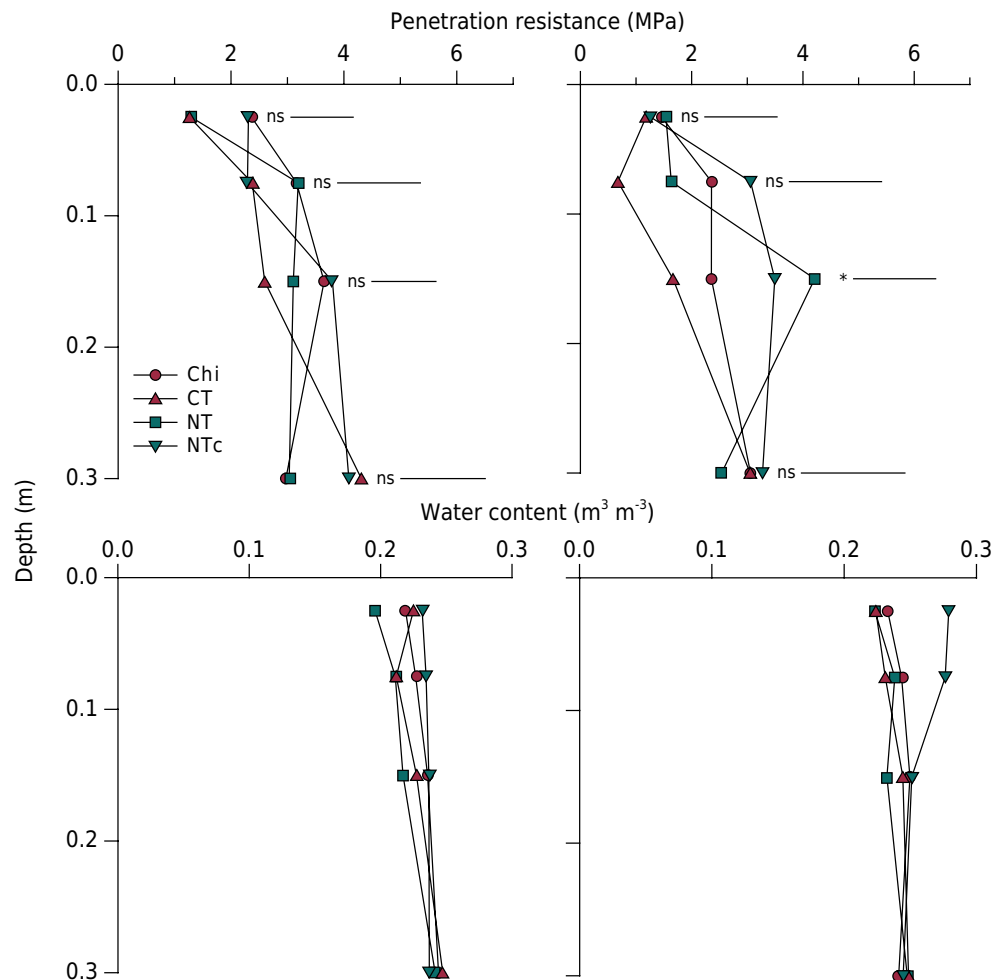 Penetration resistance (MPa)
0 2 4 6 0 2 4 6
0.0
ns ns
ns ns
0.1
ns *
0.2
Chi
CT
NT
NTc
0.3 ns ns
Depth (m)
Water content (m³ m⁻³)
0.0 0.1 0.2 0.3 0.0 0.1 0.2 0.3
0.0
0.1
0.2
0.3